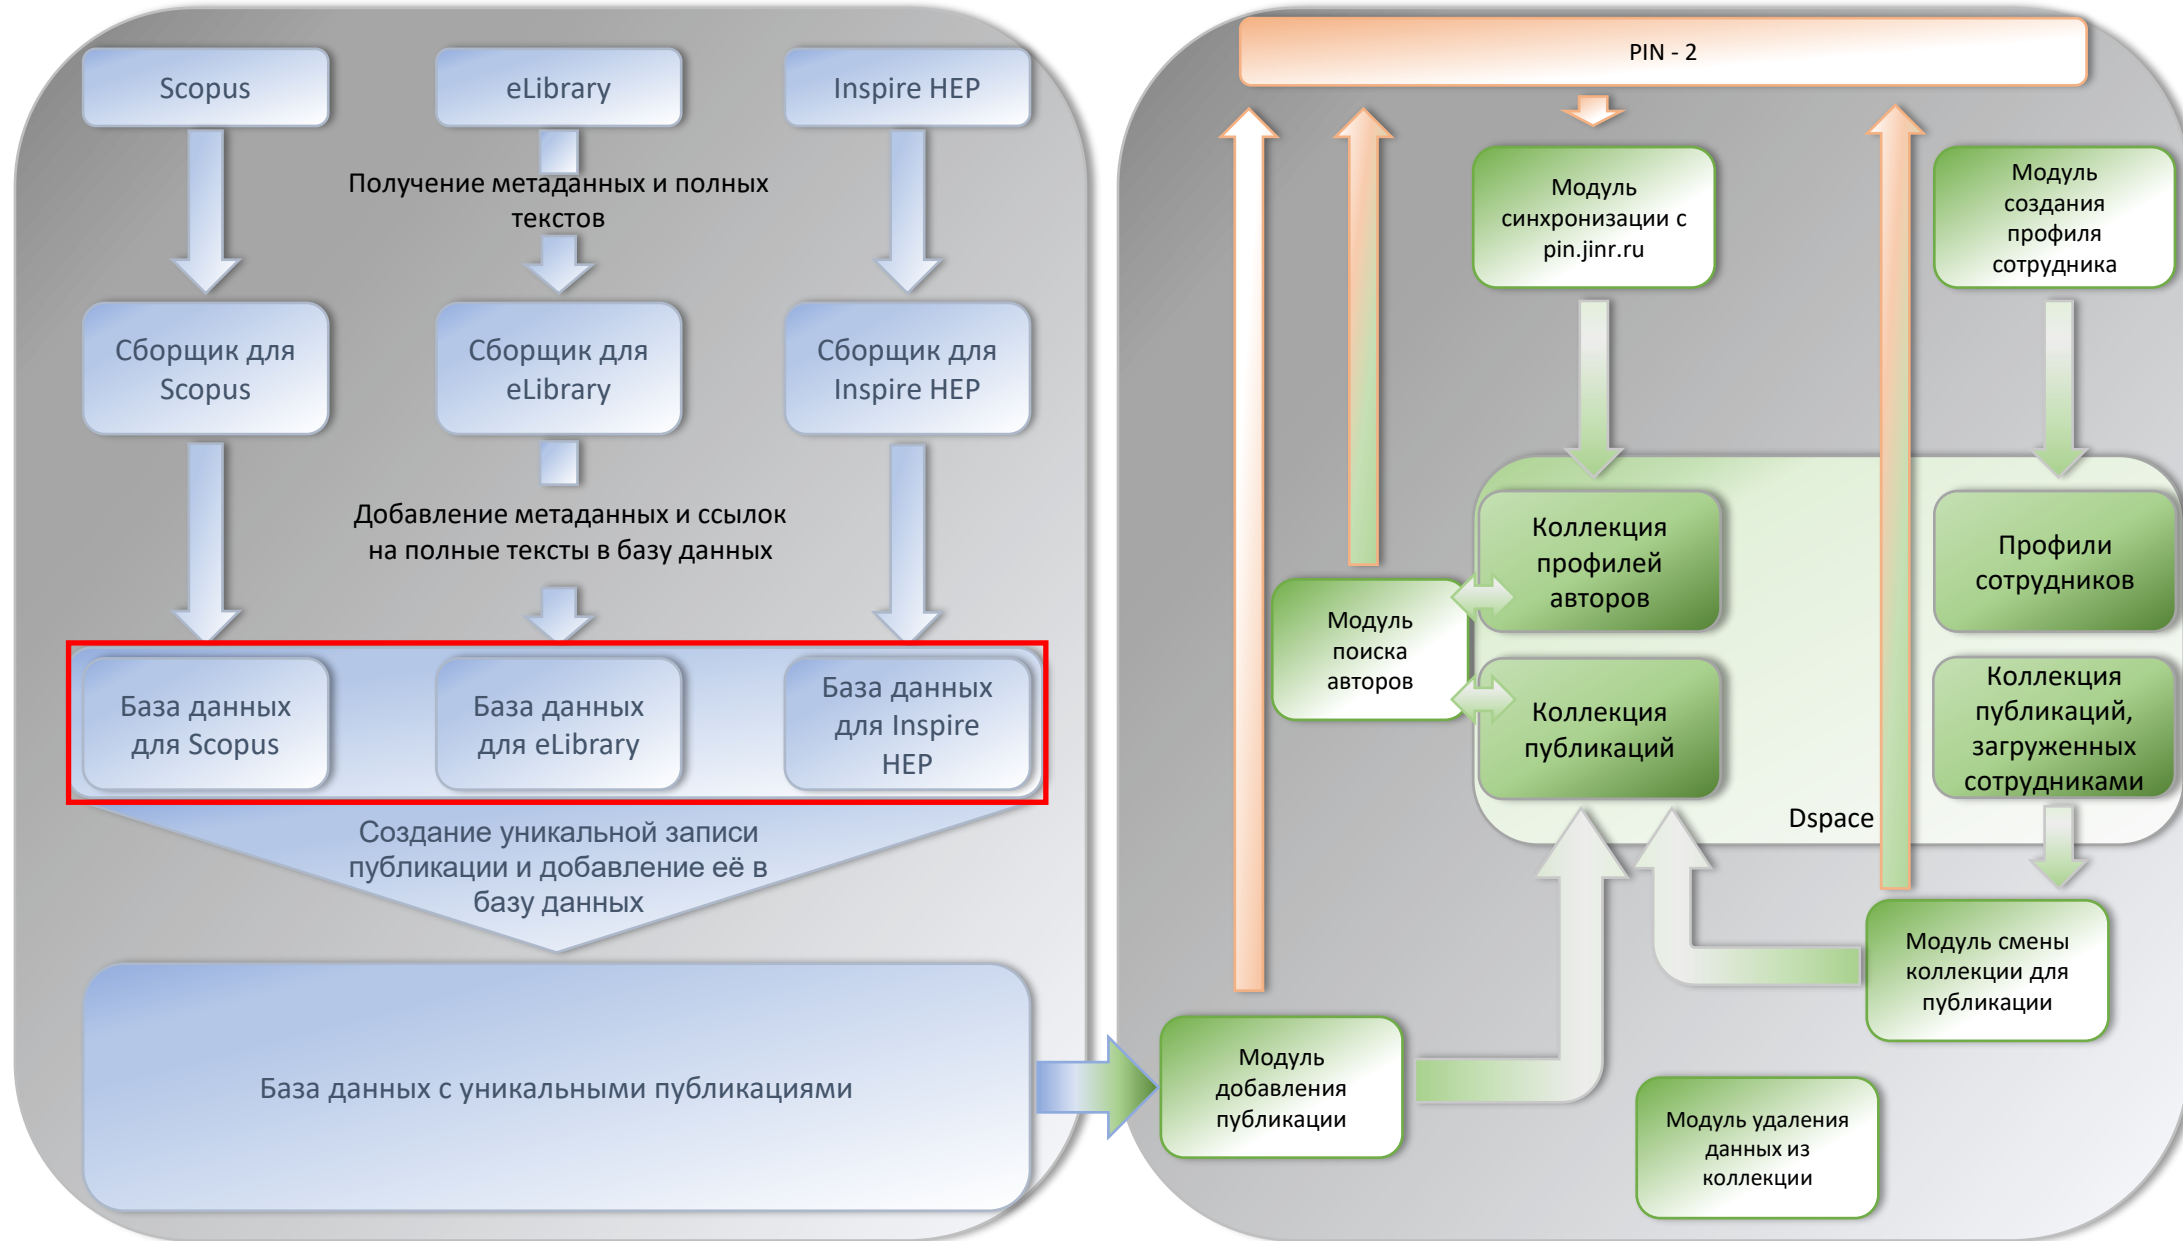 Scopus
eLibrary
Inspire HEP
Получение метаданных и полных
текстов
Сборщик для
Scopus
Сборщик для
eLibrary
Сборщик для
Inspire HEP
Добавление метаданных и ссылок
на полные тексты в базу данных
База данных
для Scopus
База данных
для eLibrary
База данных
для Inspire
HEP
Создание уникальной записи
публикации и добавление её в
базу данных
База данных с уникальными публикациями
PIN - 2
Модуль
синхронизации с
pin.jinr.ru
Модуль
создания
профиля
сотрудника
Коллекция
профилей
авторов
Профили
сотрудников
Модуль
поиска
авторов
Коллекция
публикаций
Коллекция
публикаций,
загруженных
сотрудниками
Dspace
Модуль смены
коллекции для
публикации
Модуль
добавления
публикации
Модуль удаления
данных из
коллекции